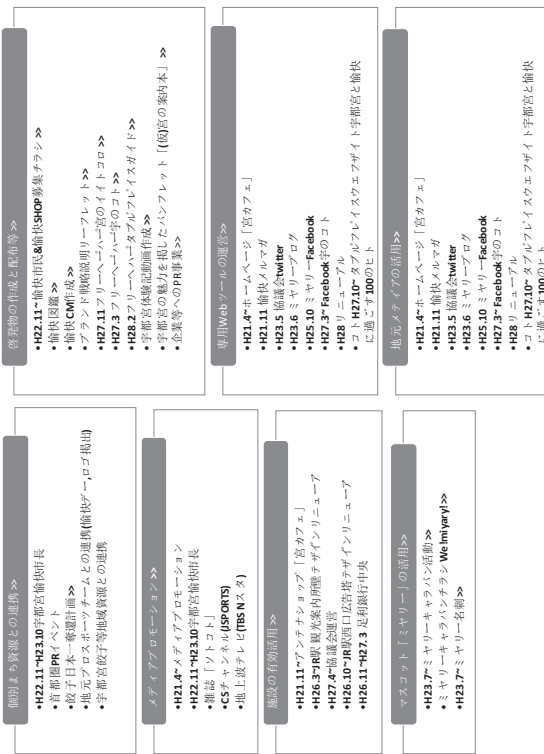 個別まち資源との連携>>
•H22.11~H23.10宇都宮愉快市長
•首都圏PRイベント
•餃子日本一奪還計画>>
•地元プロスポーツチームとの連携(愉快デー,ロゴ掲出)
•宇都宮餃子等地域資源との連携
メディアプロモーション>>
•H21.4~メディアプロモーション
•H22.11~H23.10宇都宮愉快市長
•雑誌「ソトコト」
•CSチャンネル(JSPORTS)
•地上波テレビ(TBS Nスタ)
施設の有効活用>>
•H21.11~アンテナショップ「宮カフェ」
•H26.3~JR駅 観光案内所壁デザインリニューア
•H27.4~協議会運営
•H26.10~JR駅西口広告塔デザインリニューア
•H26.11~H27.3 足利銀行中央
マスコット「ミヤリー」の活用>>
•H23.7~ミヤリーキャラバン活動>>
•ミヤリーキャラバンチラシ We!miyary!>>
•H23.7~ミヤリー名刺>>
啓発物の作成と配布等>>
•H22.11~愉快市民&愉快SHOP募集チラシ>>
•愉快図鑑>>
•愉快CM作成>>
•ブランド戦略説明リーフレット>>
•H27.11フリーペーパー宮のイイトコロ>>
•H27.3フリーペーパー宇のコト>>
•H28.2フリーペーパーダブルプレイスガイド>>
•宇都宮体験記動画作成>>
•宇都宮の魅力を掲したパンフレット「(仮)宮の案内本」>>
•企業等へのPR事業>>
専用Webツールの運営>>
•H21.4~ホームページ「宮カフェ」
•H21.11 愉快メルマガ
•H23.5 協議会twitter
•H23.6 ミヤリーブログ
•H25.10 ミヤリーFacebook
•H27.3~ Facebook宇のコト
•H28リニューアル
•コトH27.10~ダブルプレイスウエブサイト宇都宮と愉快
に過ごす100のヒト
地元メディアの活用>>
•H21.4~ホームページ「宮カフェ」
•H21.11 愉快メルマガ
•H23.5 協議会twitter
•H23.6 ミヤリーブログ
•H25.10 ミヤリーFacebook
•H27.3~ Facebook宇のコト
•H28リニューアル
•コトH27.10~ダブルプレイスウエブサイト宇都宮と愉快
に過ごす100のヒト